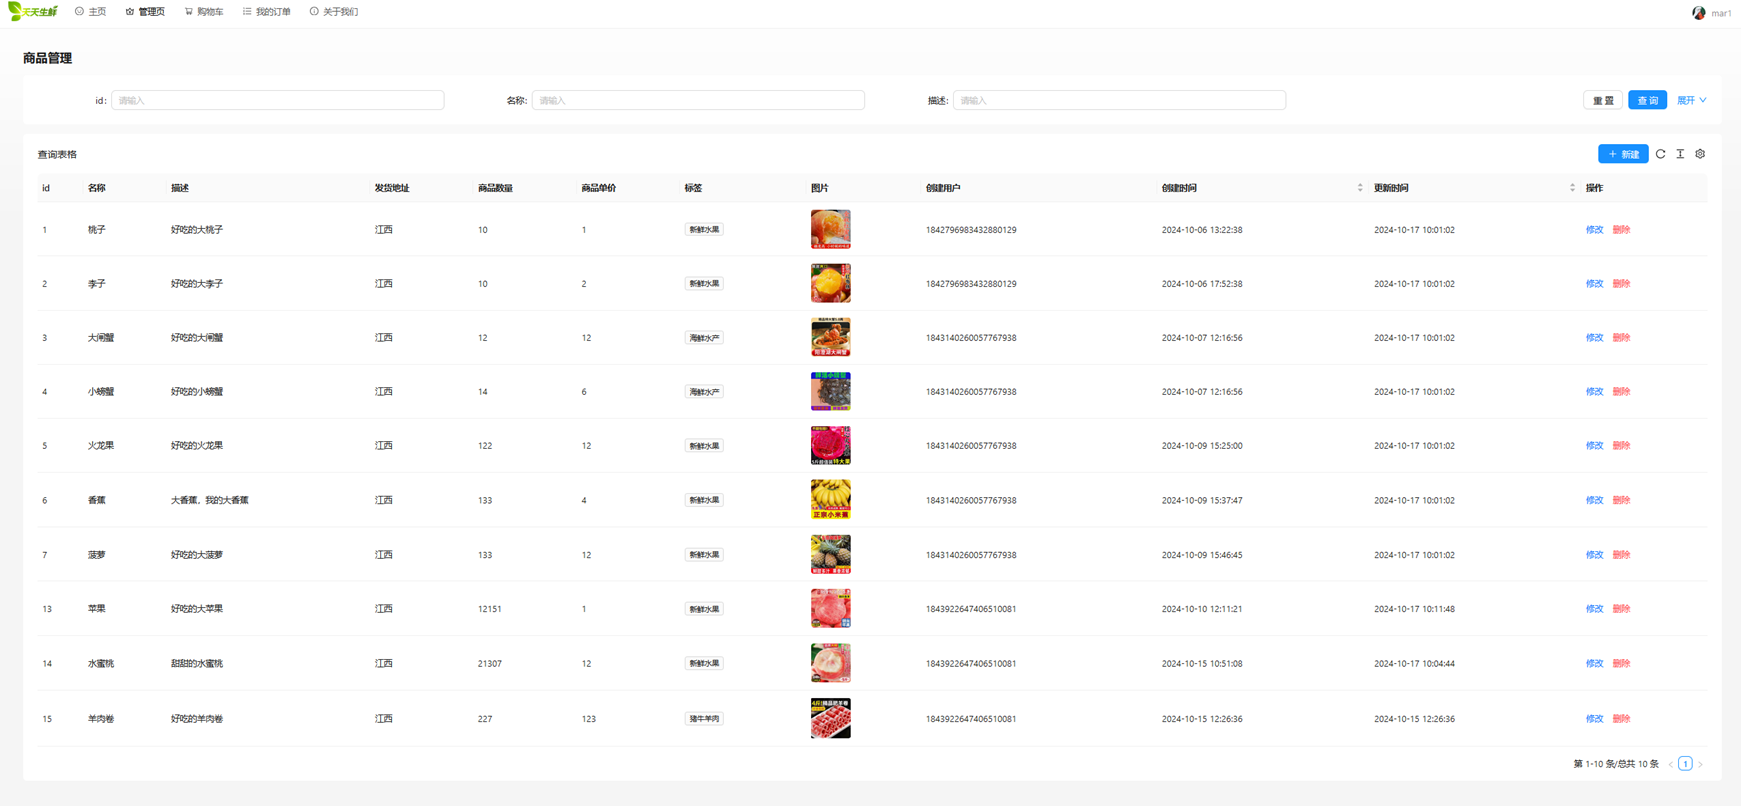 天天生鲜 主页 管理页 购物车 我的订单 关于我们 mar1
商品管理
id: 请输入 名称: 请输入 描述: 请输入 重 置 查 询 展开
查询表格 + 新建
id 名称 描述 发货地址 商品数量 商品单价 标签 图片 创建用户 创建时间 更新时间 操作
1 桃子 好吃的大桃子 江西 10 1 新鲜水果 1842796983432880129 2024-10-06 13:22:38 2024-10-17 10:01:02 修改 删除
2 李子 好吃的大李子 江西 10 2 新鲜水果 1842796983432880129 2024-10-06 17:52:38 2024-10-17 10:01:02 修改 删除
3 大闸蟹 好吃的大闸蟹 江西 12 12 海鲜水产 1843140260057767938 2024-10-07 12:16:56 2024-10-17 10:01:02 修改 删除
4 小螃蟹 好吃的小螃蟹 江西 14 6 海鲜水产 1843140260057767938 2024-10-07 12:16:56 2024-10-17 10:01:02 修改 删除
5 火龙果 好吃的火龙果 江西 122 12 新鲜水果 1843140260057767938 2024-10-09 15:25:00 2024-10-17 10:01:02 修改 删除
6 香蕉 大香蕉，我的大香蕉 江西 133 4 新鲜水果 正宗小米蕉 1843140260057767938 2024-10-09 15:37:47 2024-10-17 10:01:02 修改 删除
7 菠萝 好吃的大菠萝 江西 133 12 新鲜水果 1843140260057767938 2024-10-09 15:46:45 2024-10-17 10:01:02 修改 删除
13 苹果 好吃的大苹果 江西 12151 1 新鲜水果 1843922647406510081 2024-10-10 12:11:21 2024-10-17 10:11:48 修改 删除
14 水蜜桃 甜甜的水蜜桃 江西 21307 12 新鲜水果 1843922647406510081 2024-10-15 10:51:08 2024-10-17 10:04:44 修改 删除
15 羊肉卷 好吃的羊肉卷 江西 227 123 猪牛羊肉 1843922647406510081 2024-10-15 12:26:36 2024-10-15 12:26:36 修改 删除
第 1-10 条/总共 10 条 < 1 >